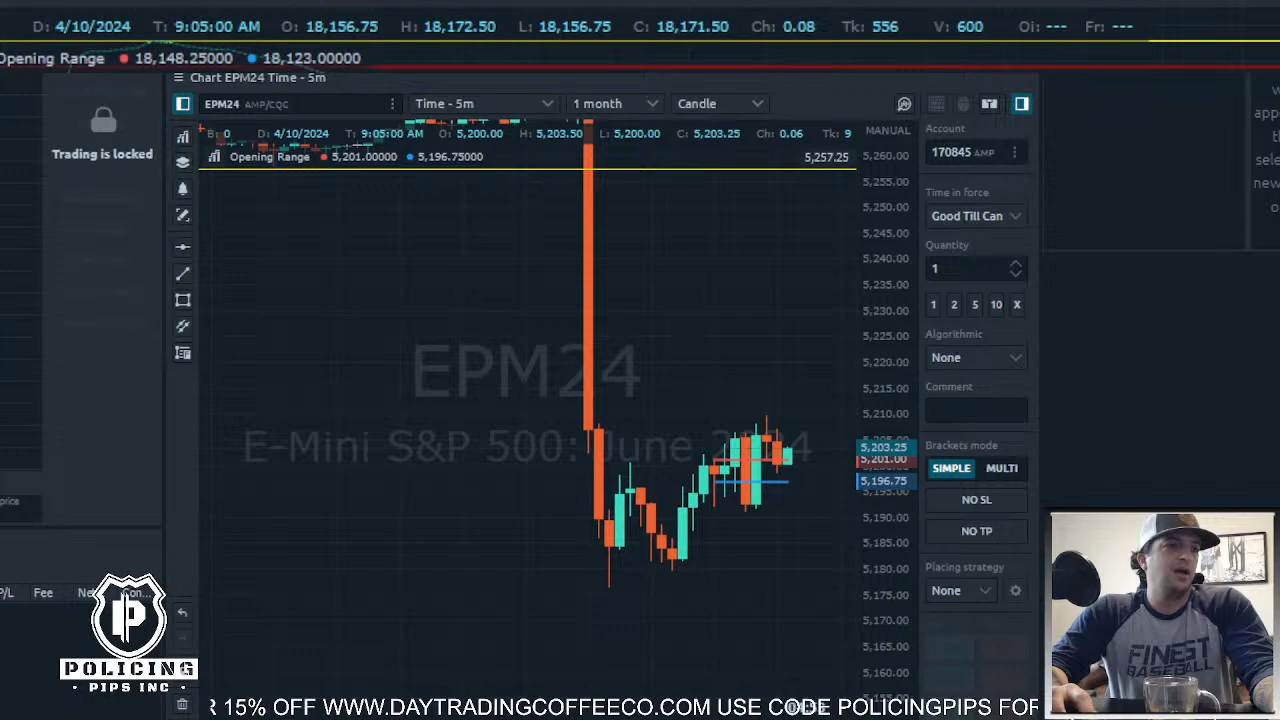 D: 4/10/2024 T: 9:05:00 AM O: 18,156.75 H: 18,172.50 L: 18,156.75 C: 18,171.50 Ch: 0.08 Tk: 556 V: 600 Oi: --- Fr: ---
Opening Range 18,148.25000 18,123.00000
Chart EPM24 Time - 5m
EPM24 AMP/CQC Time - 5m 1 month Candle
B: 0 D: 4/10/2024 T: 9:05:00 AM O: 5,200.00 H: 5,203.50 L: 5,200.00 C: 5,203.25 Ch: 0.06 Tk: 9
Opening Range 5,201.00000 5,196.75000 5,257.25
Trading is locked
EPM24
E-Mini S&P 500: June 2024
MANUAL
5,260.00
5,255.00
5,250.00
5,245.00
5,240.00
5,235.00
5,230.00
5,225.00
5,220.00
5,215.00
5,210.00
5,203.25
5,201.00
5,196.75
5,195.00
5,190.00
5,185.00
5,180.00
5,175.00
5,170.00
5,165.00
5,160.00
Account
170845 AMP
Time in force
Good Till Can
Quantity
1
1 2 5 10 X
Algorithmic
None
Comment
Brackets mode
SIMPLE MULTI
NO SL
NO TP
Placing strategy
None
price
P/L Fee Ne Con...
IP
POLICING
PIPS INC
FINEST
BASEBALL
R 15% OFF WWW.DAYTRADINGCOFFEECO.COM USE CODE POLICINGPIPS FOR